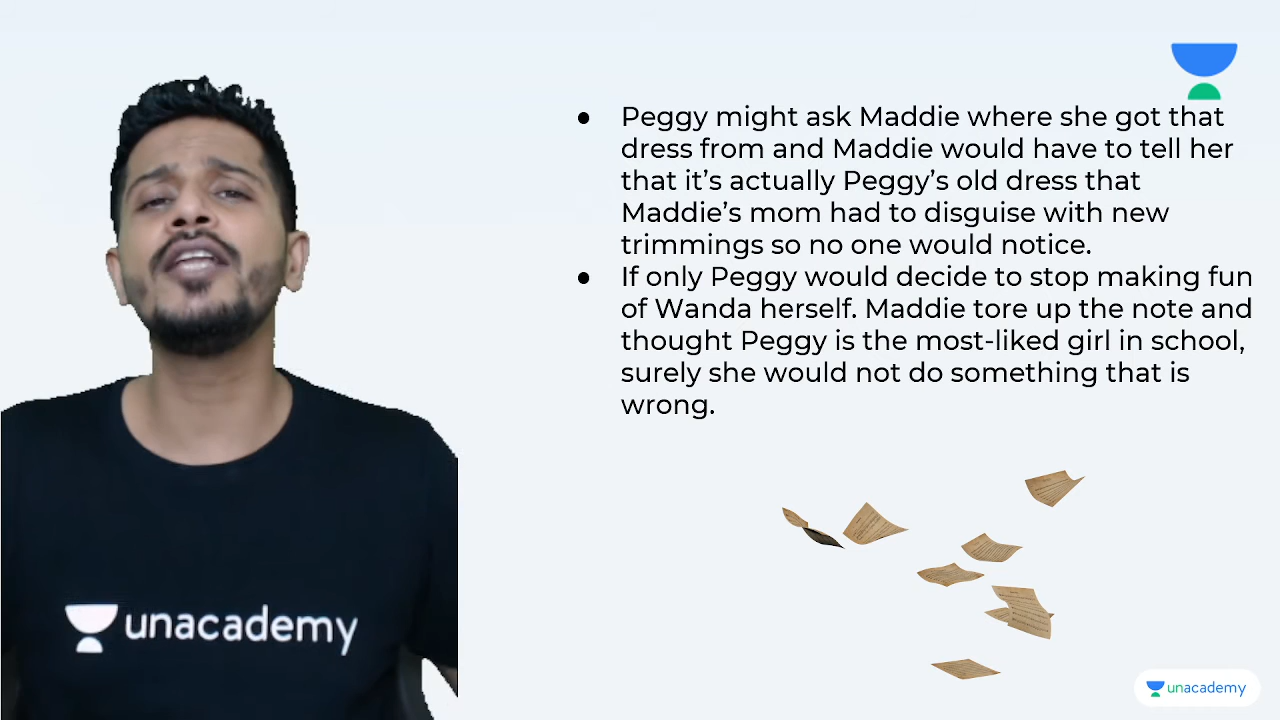 ● Peggy might ask Maddie where she got that
dress from and Maddie would have to tell her
that it’s actually Peggy’s old dress that
Maddie’s mom had to disguise with new
trimmings so no one would notice.
● If only Peggy would decide to stop making fun
of Wanda herself. Maddie tore up the note and
thought Peggy is the most-liked girl in school,
surely she would not do something that is
wrong.
unacademy
unacademy